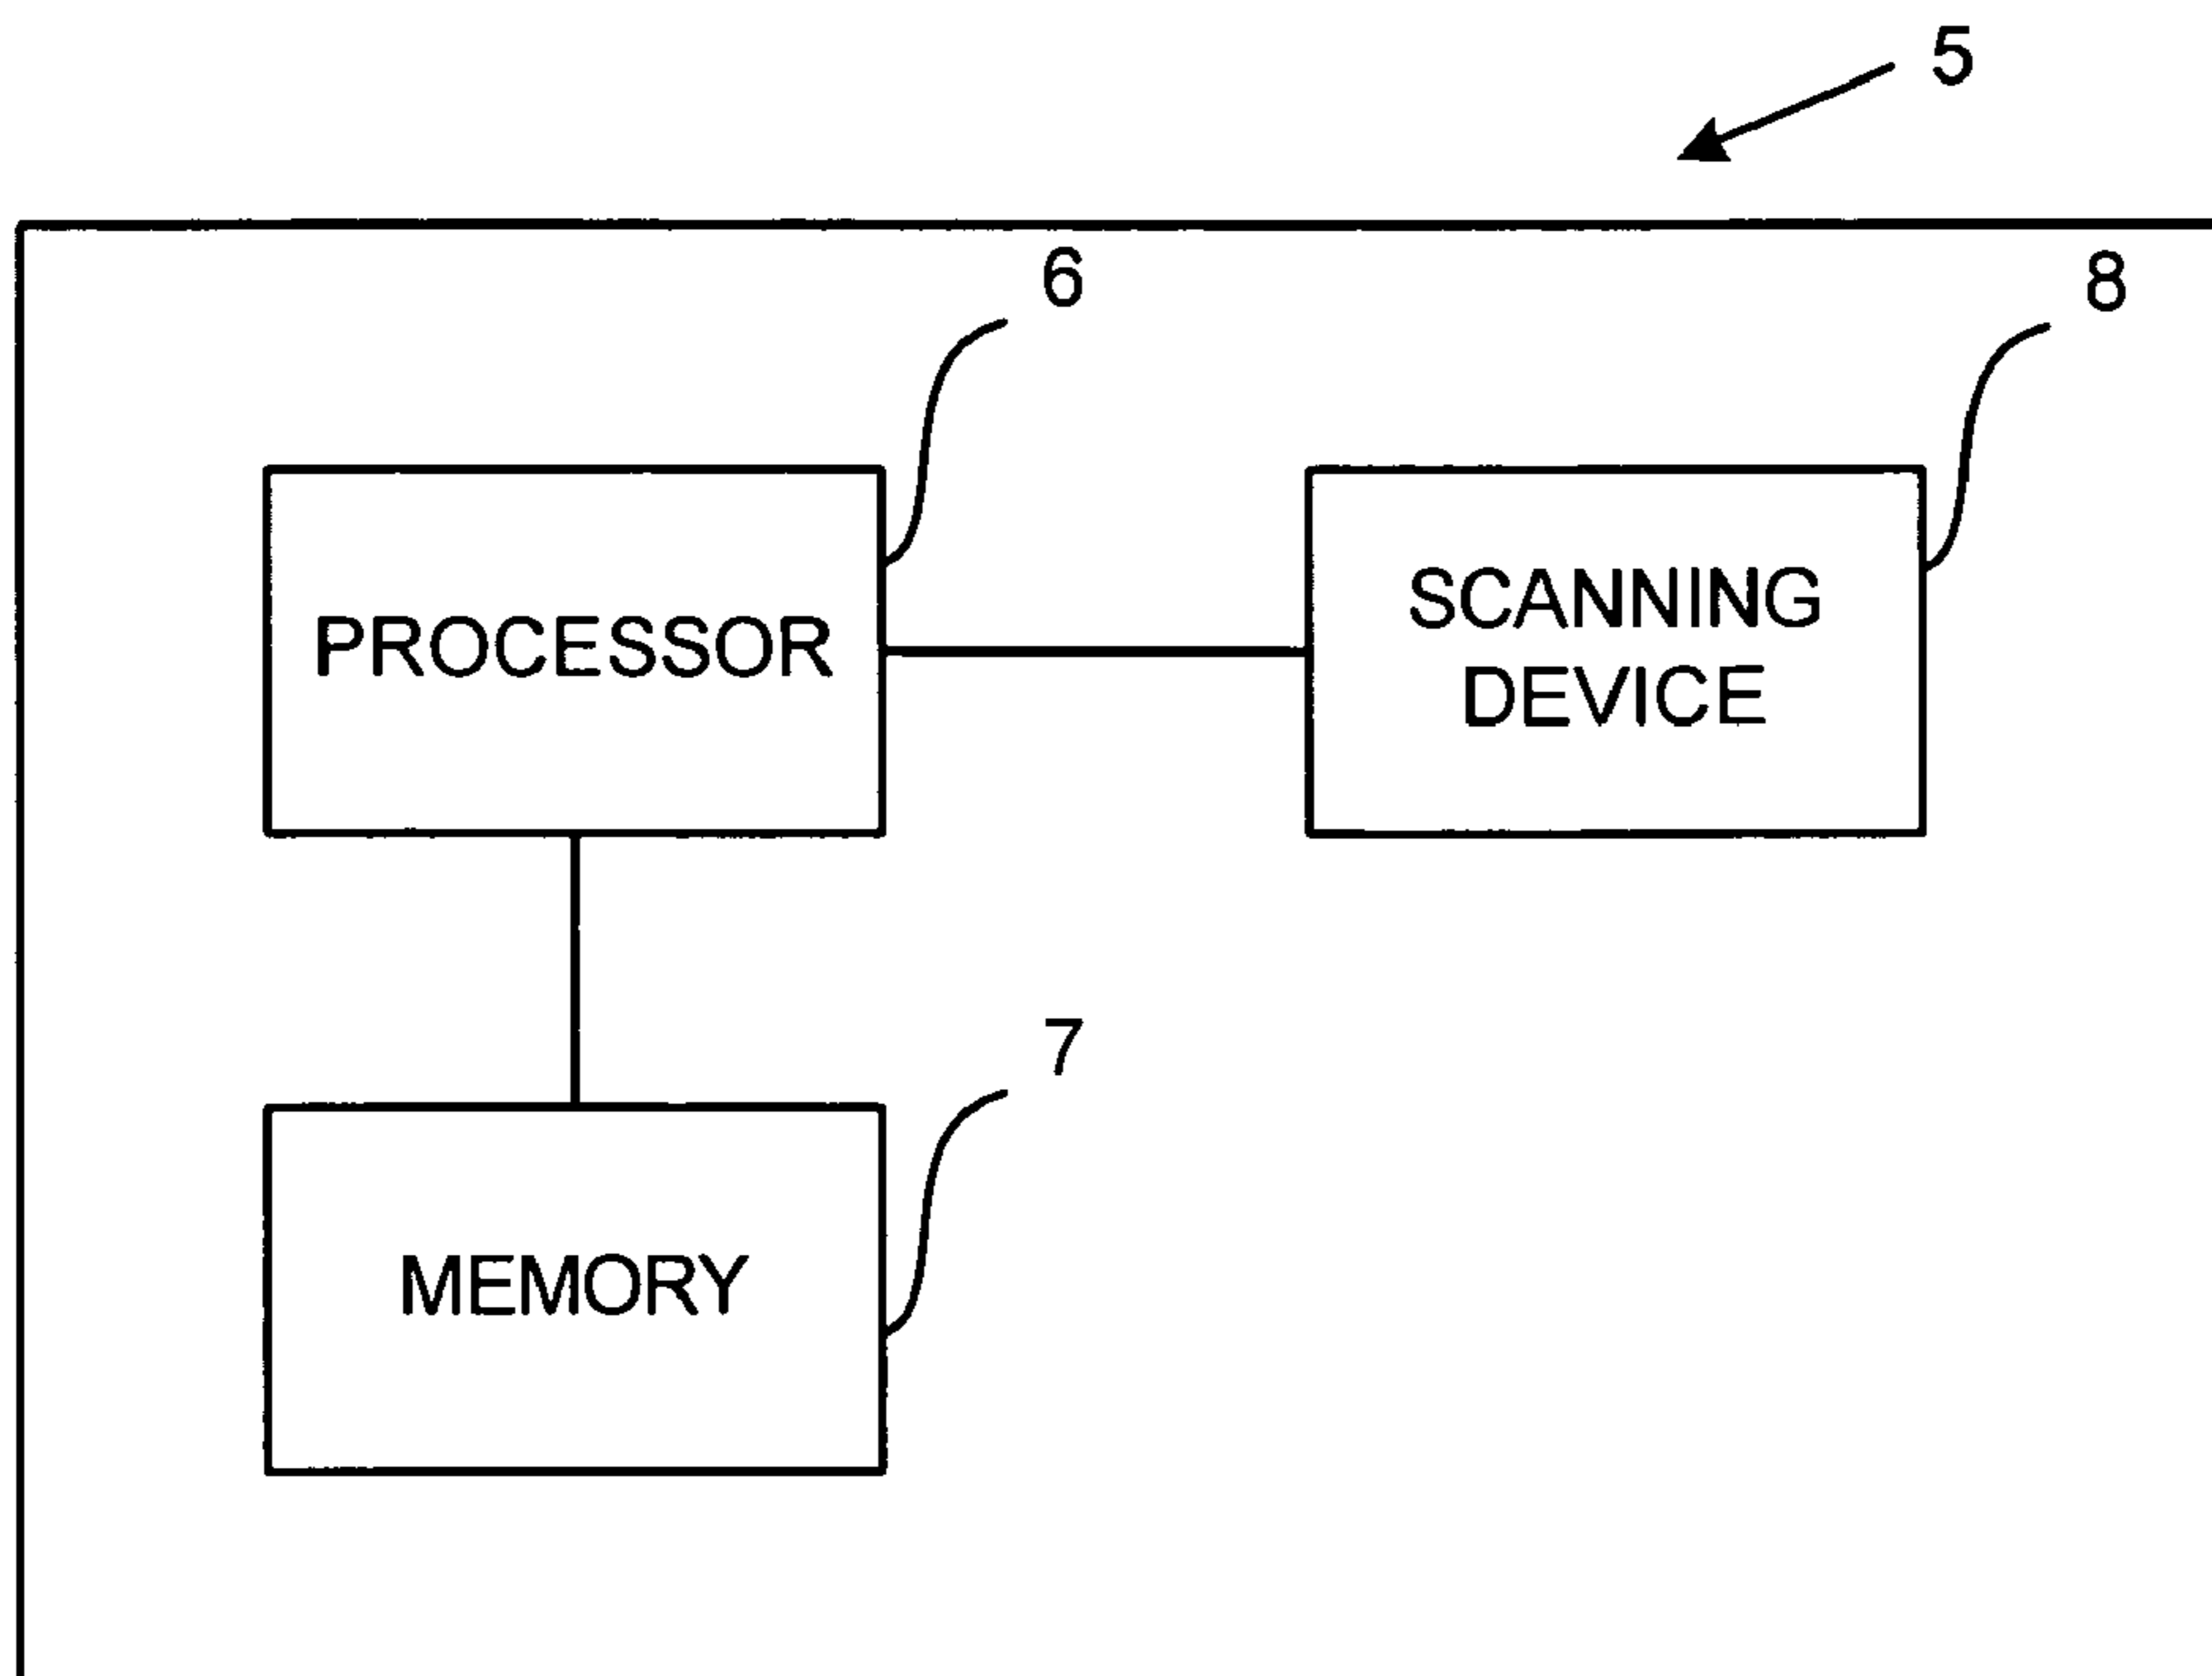 5
6
8
PROCESSOR
SCANNING
DEVICE
7
MEMORY